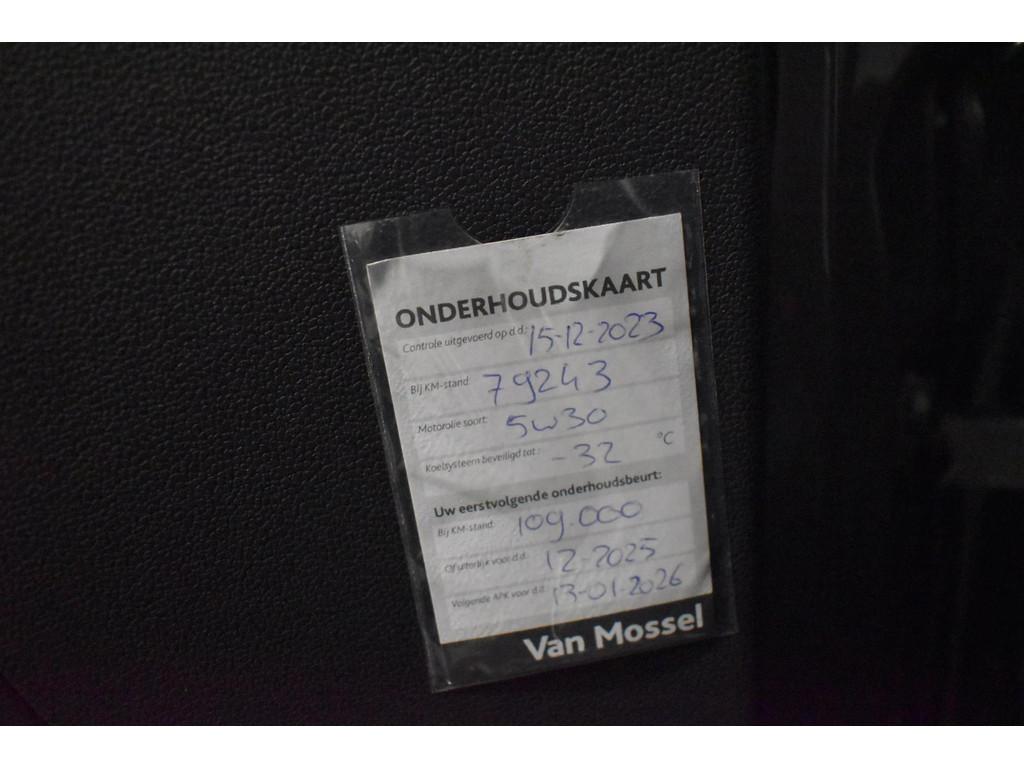 ONDERHOUDSKAART
Controle uitgevoerd op d.d.: 15-12-2023
Bij KM-stand: 79243
Motorolie soort: 5w30
Koelsysteem beveiligd tot: -32 °C
Uw eerstvolgende onderhoudsbeurt:
Bij KM-stand: 109.000
Of uiterlijk voor d.d.: 12-2025
Volgende APK voor d.d.: 13-01-2026
Van Mossel